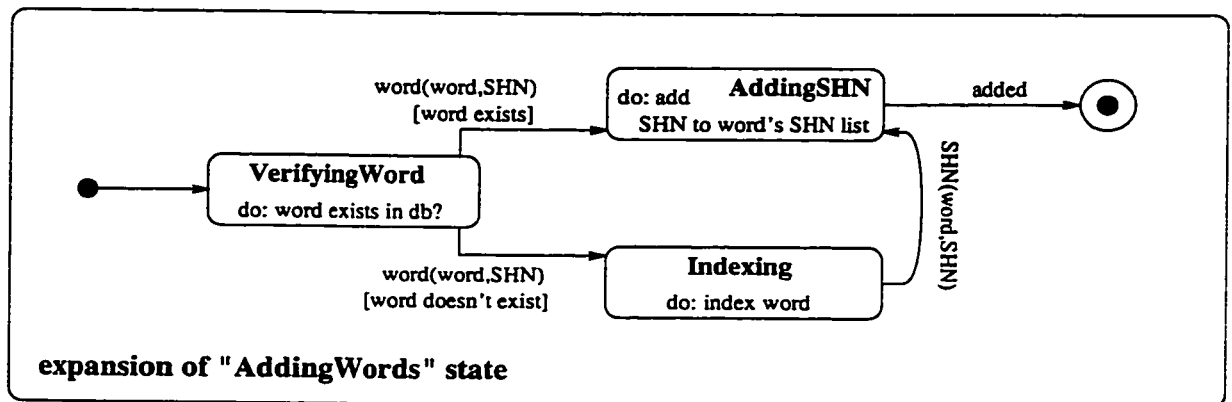 word(word,SHN)
[word exists]
AddingSHN
do: add
SHN to word's SHN list
added
VerifyingWord
do: word exists in db?
SHN(word,SHN)
word(word,SHN)
[word doesn't exist]
Indexing
do: index word
expansion of "AddingWords" state